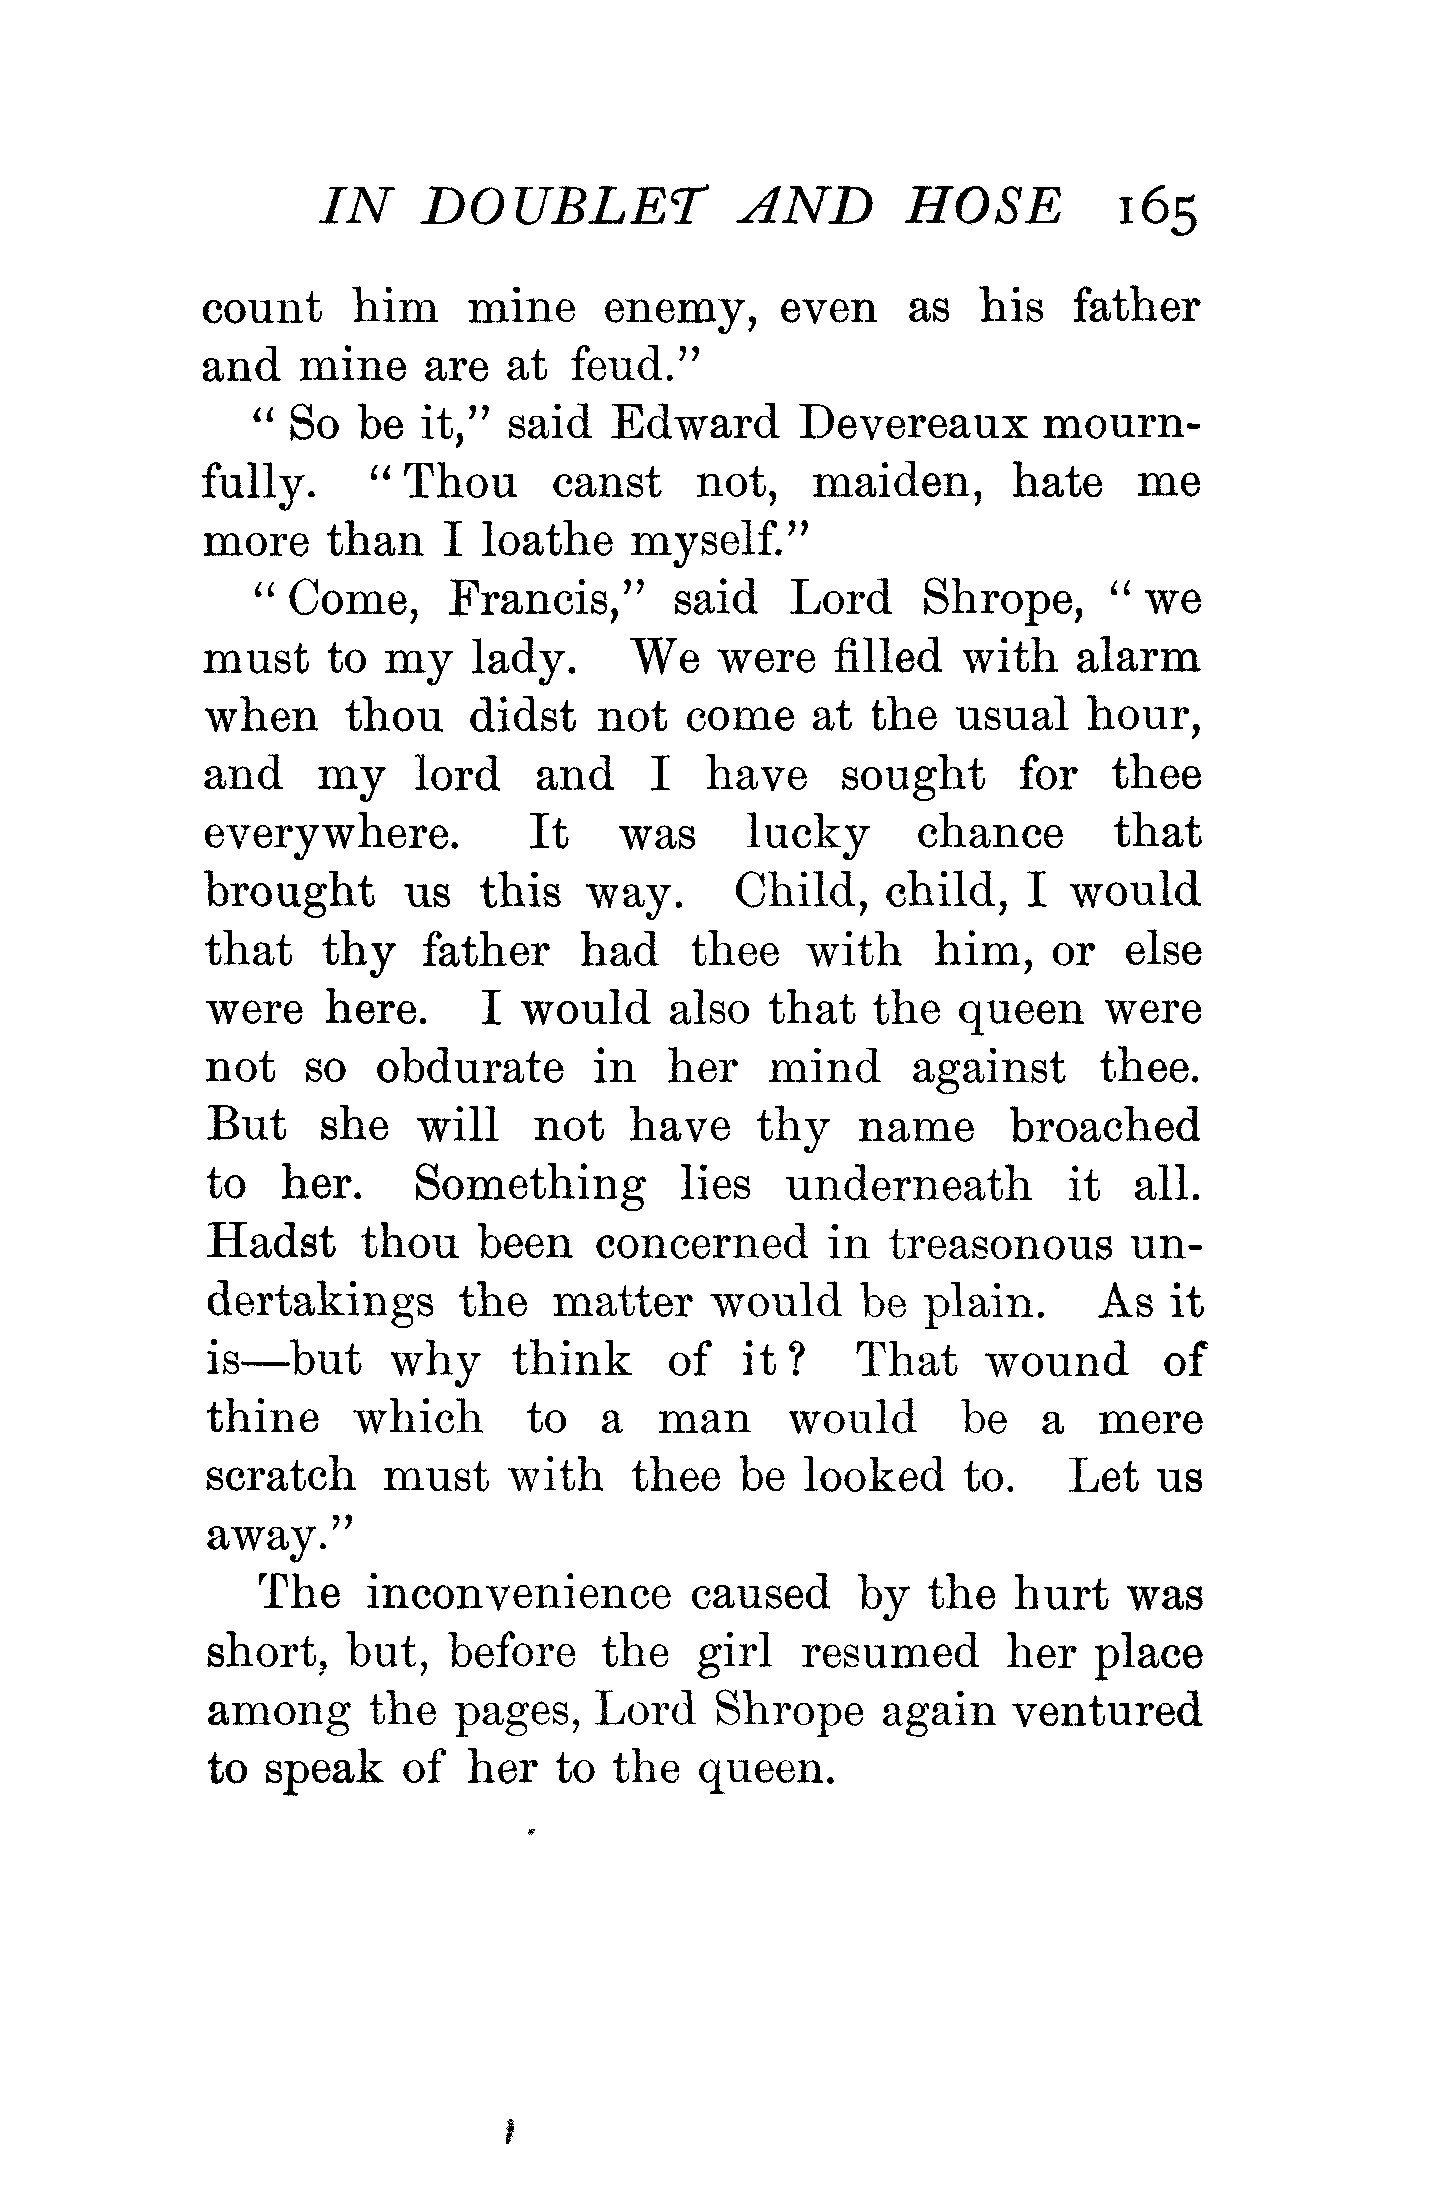 IN DOUBLET AND HOSE 165
count him mine enemy, even as his father
and mine are at feud."
"So be it," said Edward Devereaux mourn-
fully. "Thou canst not, maiden, hate me
more than I loathe myself."
"Come, Francis," said Lord Shrope, "we
must to my lady. We were filled with alarm
when thou didst not come at the usual hour,
and my lord and I have sought for thee
everywhere. It was lucky chance that
brought us this way. Child, child, I would
that thy father had thee with him, or else
were here. I would also that the queen were
not so obdurate in her mind against thee.
But she will not have thy name broached
to her. Something lies underneath it all.
Hadst thou been concerned in treasonous un-
dertakings the matter would be plain. As it
is—but why think of it? That wound of
thine which to a man would be a mere
scratch must with thee be looked to. Let us
away."
The inconvenience caused by the hurt was
short, but, before the girl resumed her place
among the pages, Lord Shrope again ventured
to speak of her to the queen.